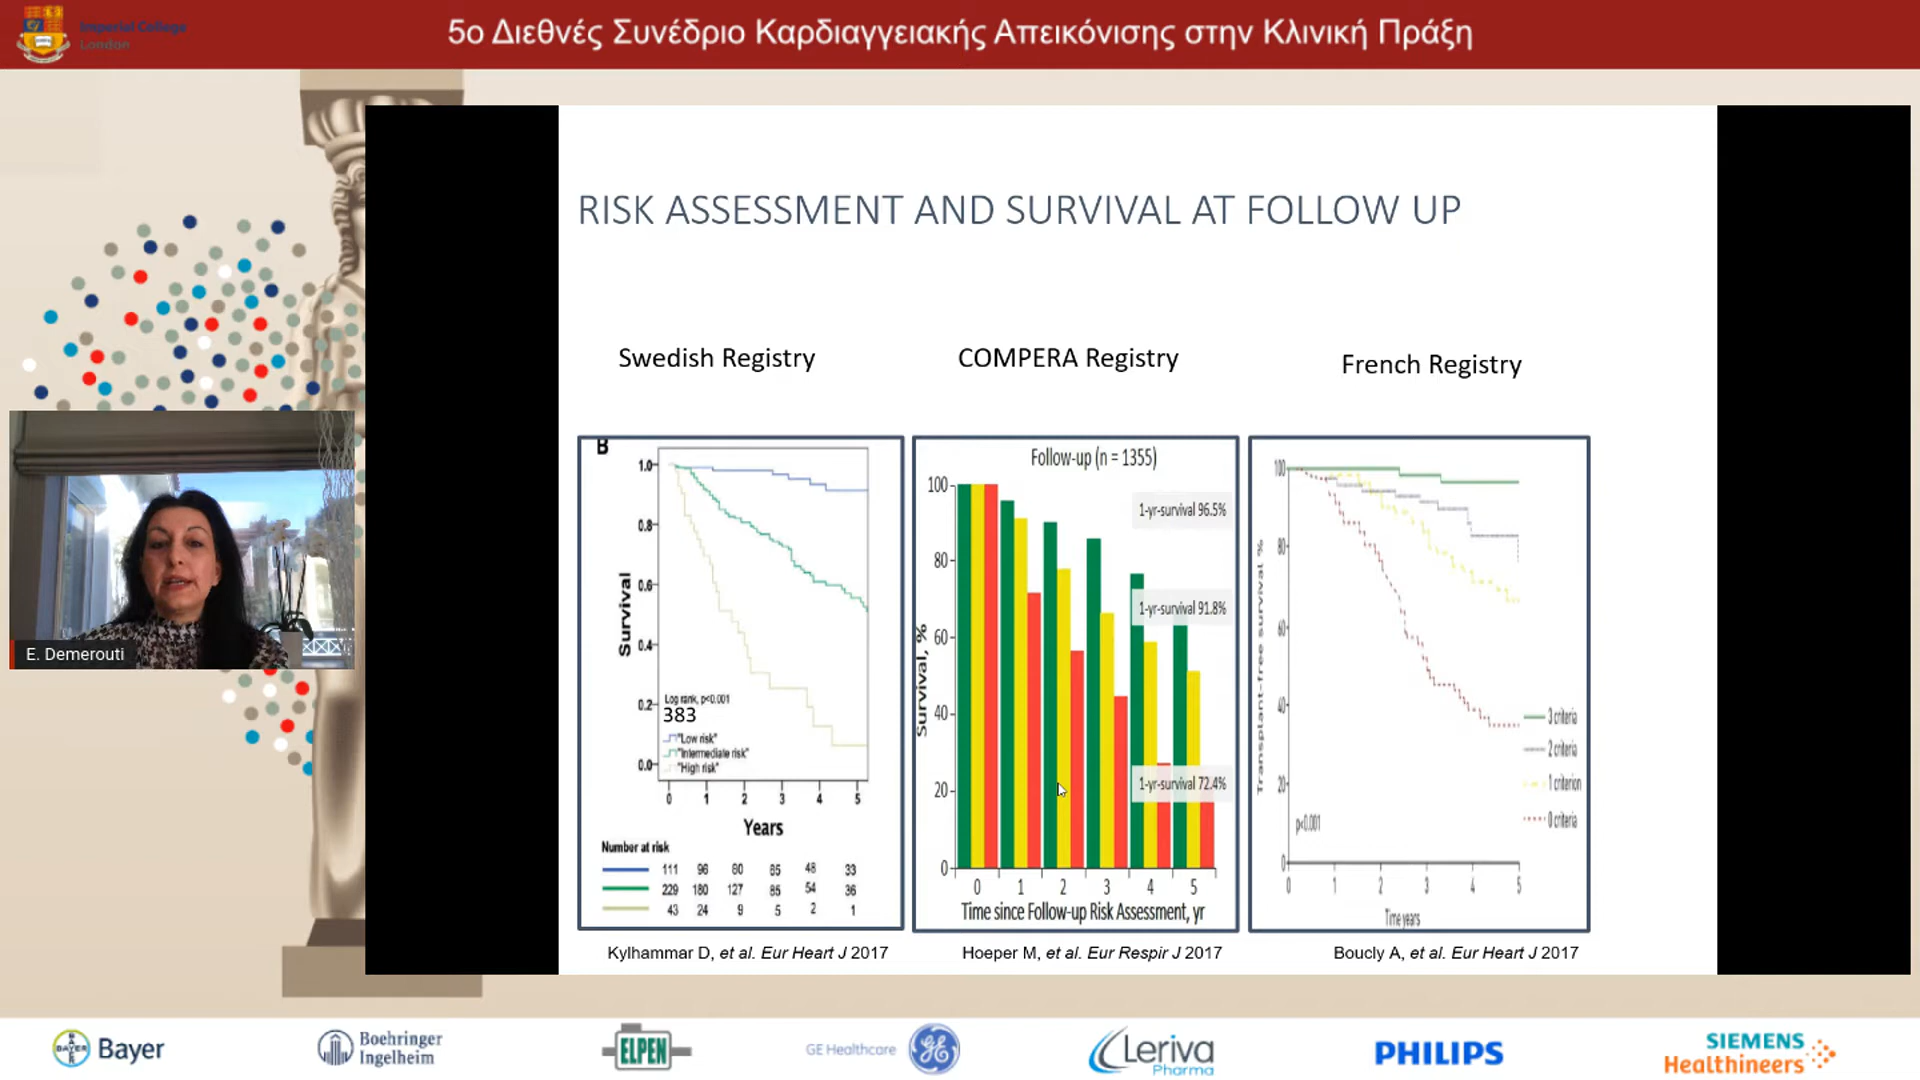 Imperial College
London
5ο Διεθνές Συνέδριο Καρδιαγγειακής Απεικόνισης στην Κλινική Πράξη
RISK ASSESSMENT AND SURVIVAL AT FOLLOW UP
Swedish Registry
COMPERA Registry
French Registry
B
Survival
1.0
0.8
0.6
0.4
0.2
0.0
Log rank, p<0.001
383
"Low risk"
"Intermediate risk"
"High risk"
0 1 2 3 4 5
Years
Number at risk
111 96 80 65 48 33
229 180 127 85 54 36
43 24 9 5 2 1
Kylhammar D, et al. Eur Heart J 2017
Follow-up (n = 1355)
Survival, %
100
80
60
40
20
0
1-yr-survival 96.5%
1-yr-survival 91.8%
1-yr-survival 72.4%
0 1 2 3 4 5
Time since Follow-up Risk Assessment, yr
Hoeper M, et al. Eur Respir J 2017
Transplant-free survival %
100
80
60
40
20
0
3 criteria
2 criteria
1 criterion
0 criteria
p<0.001
0 1 2 3 4 5
Time years
Boucly A, et al. Eur Heart J 2017
E. Demerouti
BAYER
Bayer
Boehringer
Ingelheim
ELPEN
GE Healthcare
GE
Leriva
Pharma
PHILIPS
SIEMENS
Healthineers